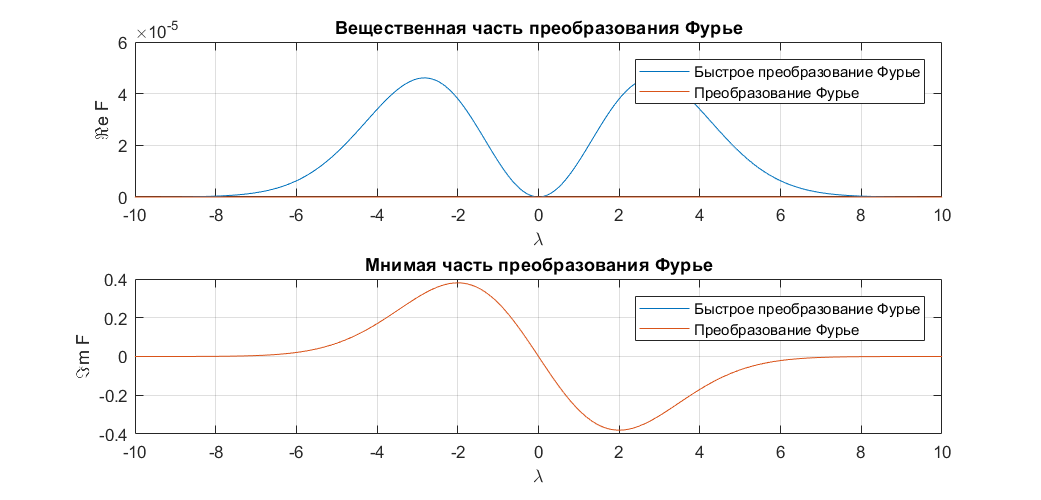 Вещественная часть преобразования Фурье
×10^-5
6
4
2
0
ℜe F
Быстрое преобразование Фурье
Преобразование Фурье
-10 -8 -6 -4 -2 0 2 4 6 8 10
λ
Мнимая часть преобразования Фурье
0.4
0.2
0
-0.2
-0.4
ℑm F
Быстрое преобразование Фурье
Преобразование Фурье
-10 -8 -6 -4 -2 0 2 4 6 8 10
λ